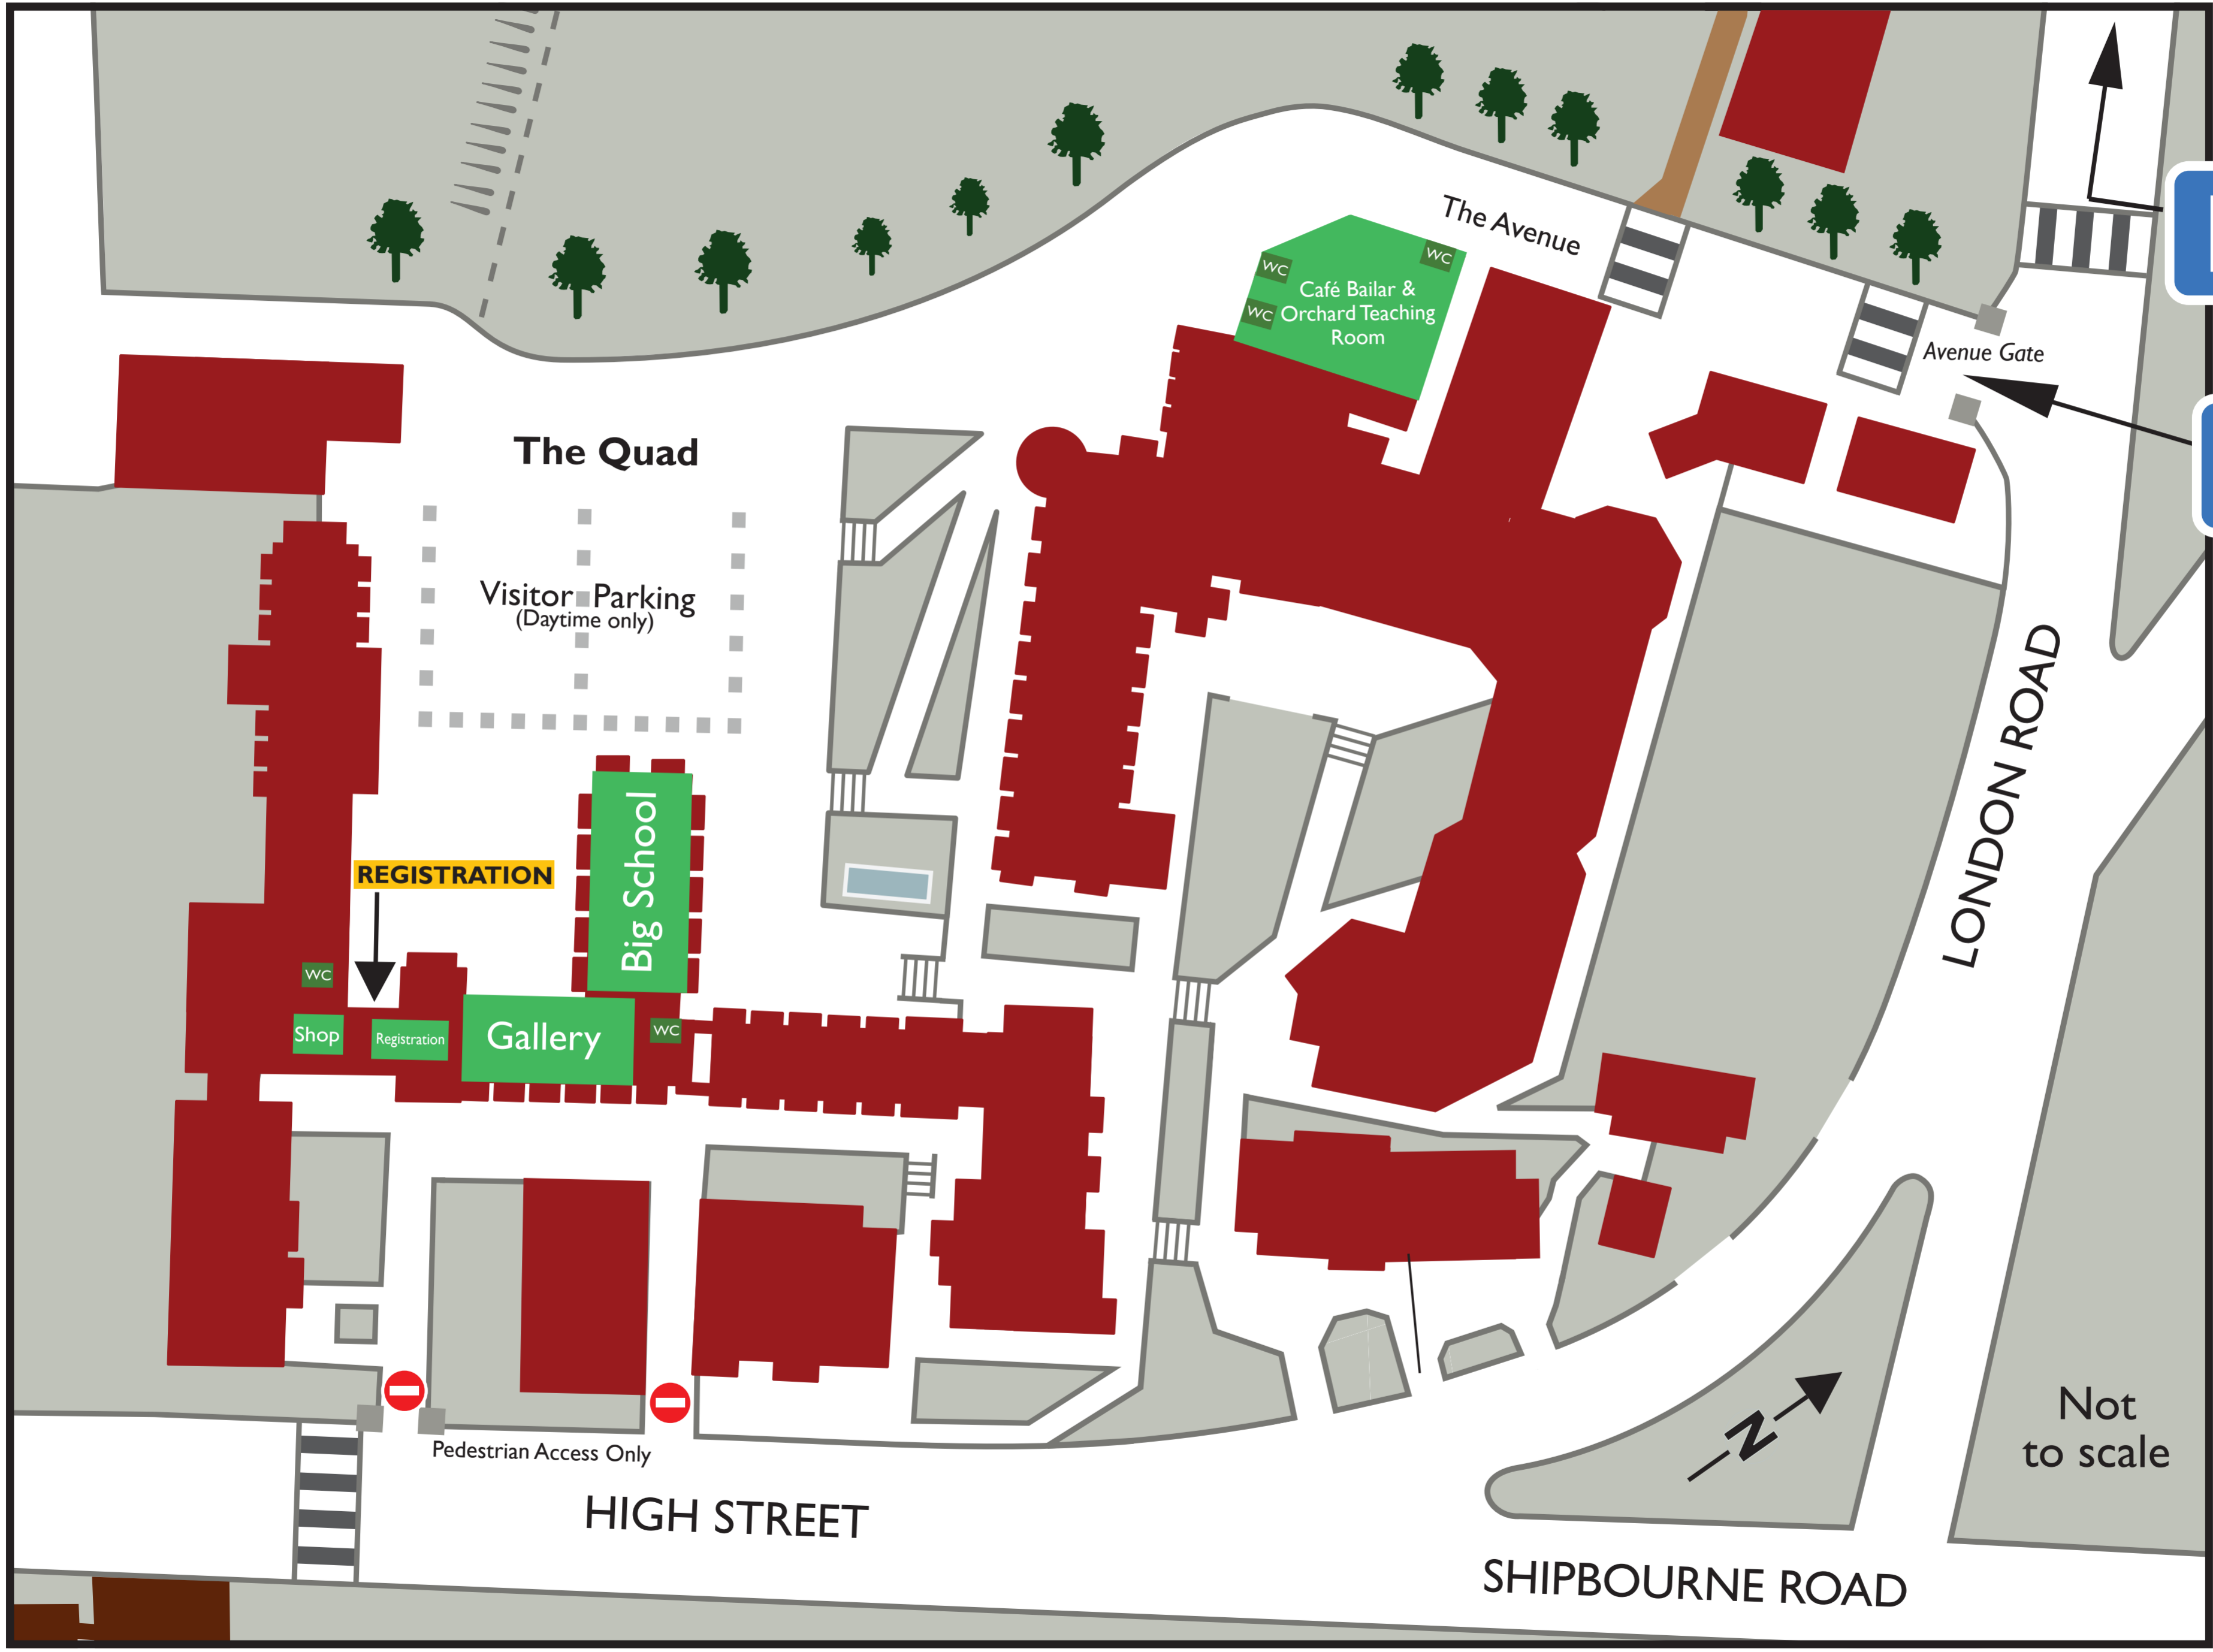 The Avenue
WC
WC
WC
Café Bailar &
Orchard Teaching
Room
Avenue Gate
The Quad
Visitor Parking
(Daytime only)
LONDON ROAD
REGISTRATION
Big School
WC
Shop
Registration
Gallery
WC
Pedestrian Access Only
HIGH STREET
N
Not
to scale
SHIPBOURNE ROAD